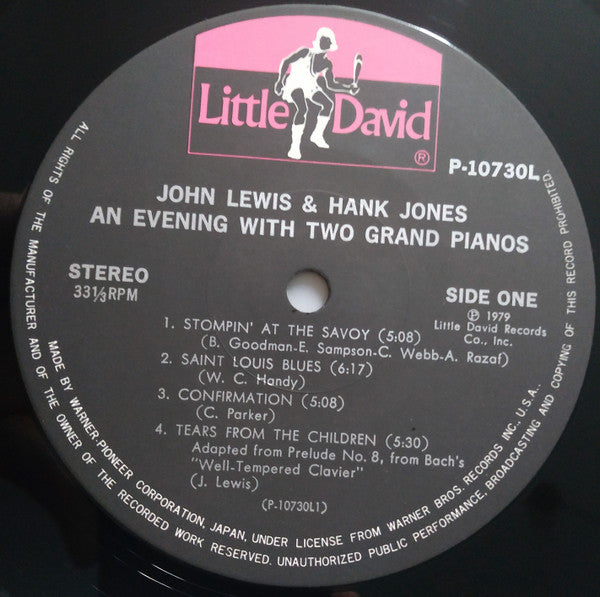 Little David
®
P-10730L
JOHN LEWIS & HANK JONES
AN EVENING WITH TWO GRAND PIANOS
STEREO
33⅓RPM
SIDE ONE
℗ 1979
Little David Records
Co., Inc.
1. STOMPIN' AT THE SAVOY (5:08)
(B. Goodman-E. Sampson-C. Webb-A. Razaf)
2. SAINT LOUIS BLUES (6:17)
(W. C. Handy)
3. CONFIRMATION (5:08)
(C. Parker)
4. TEARS FROM THE CHILDREN (5:30)
Adapted from Prelude No. 8, from Bach's
"Well-Tempered Clavier"
(J. Lewis)
(P-10730L1)
MADE BY WARNER-PIONEER CORPORATION, JAPAN, UNDER LICENSE FROM WARNER BROS. RECORDS INC., U.S.A..
ALL RIGHTS OF THE MANUFACTURER AND OF THE OWNER OF THE RECORDED WORK RESERVED. UNAUTHORIZED PUBLIC PERFORMANCE, BROADCASTING AND COPYING OF THIS RECORD PROHIBITED.